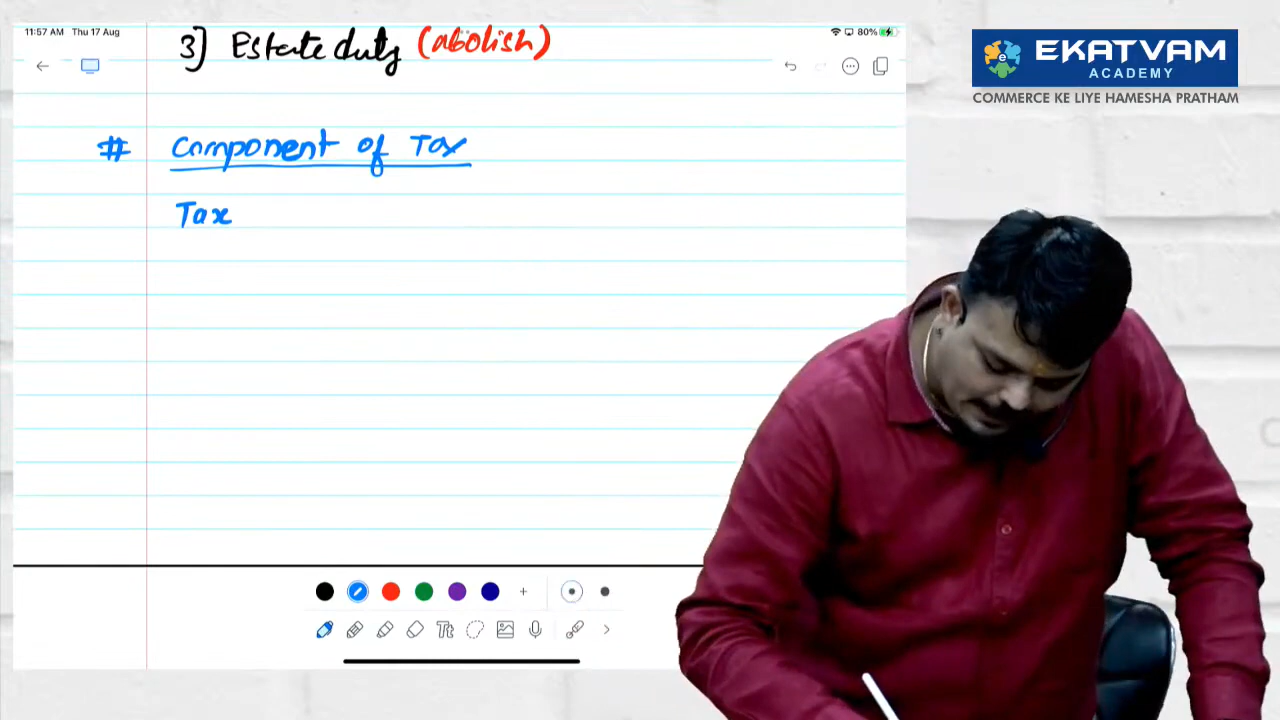 11:57 AM Thu 17 Aug
80%
3] Estate duty (abolish)
# Component of Tax
Tax
Tt
EKATVAM
ACADEMY
COMMERCE KE LIYE HAMESHA PRATHAM